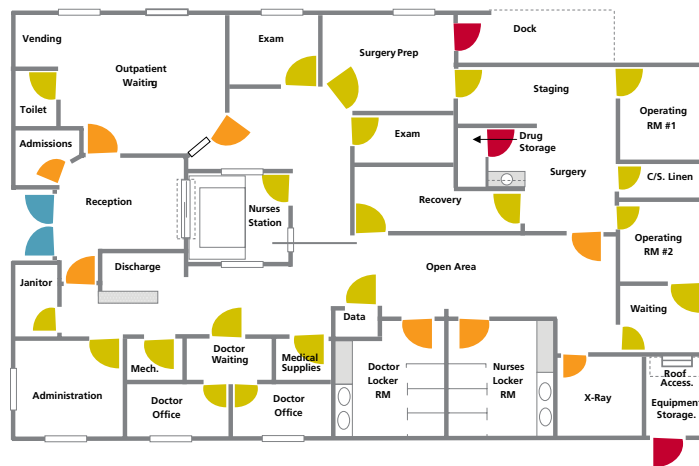 Vending
Exam
Dock
Surgery Prep
Outpatient
Waiting
Staging
Toilet
Operating
RM #1
Admissions
Exam
Drug
Storage
Surgery
C/S. Linen
Reception
Recovery
Nurses
Station
Operating
RM #2
Discharge
Open Area
Janitor
Waiting
Data
Mech.
Doctor
Waiting
Medical
Supplies
Doctor
Locker
RM
Nurses
Locker
RM
Roof
Access.
Administration
X-Ray
Equipment
Storage.
Doctor
Office
Doctor
Office